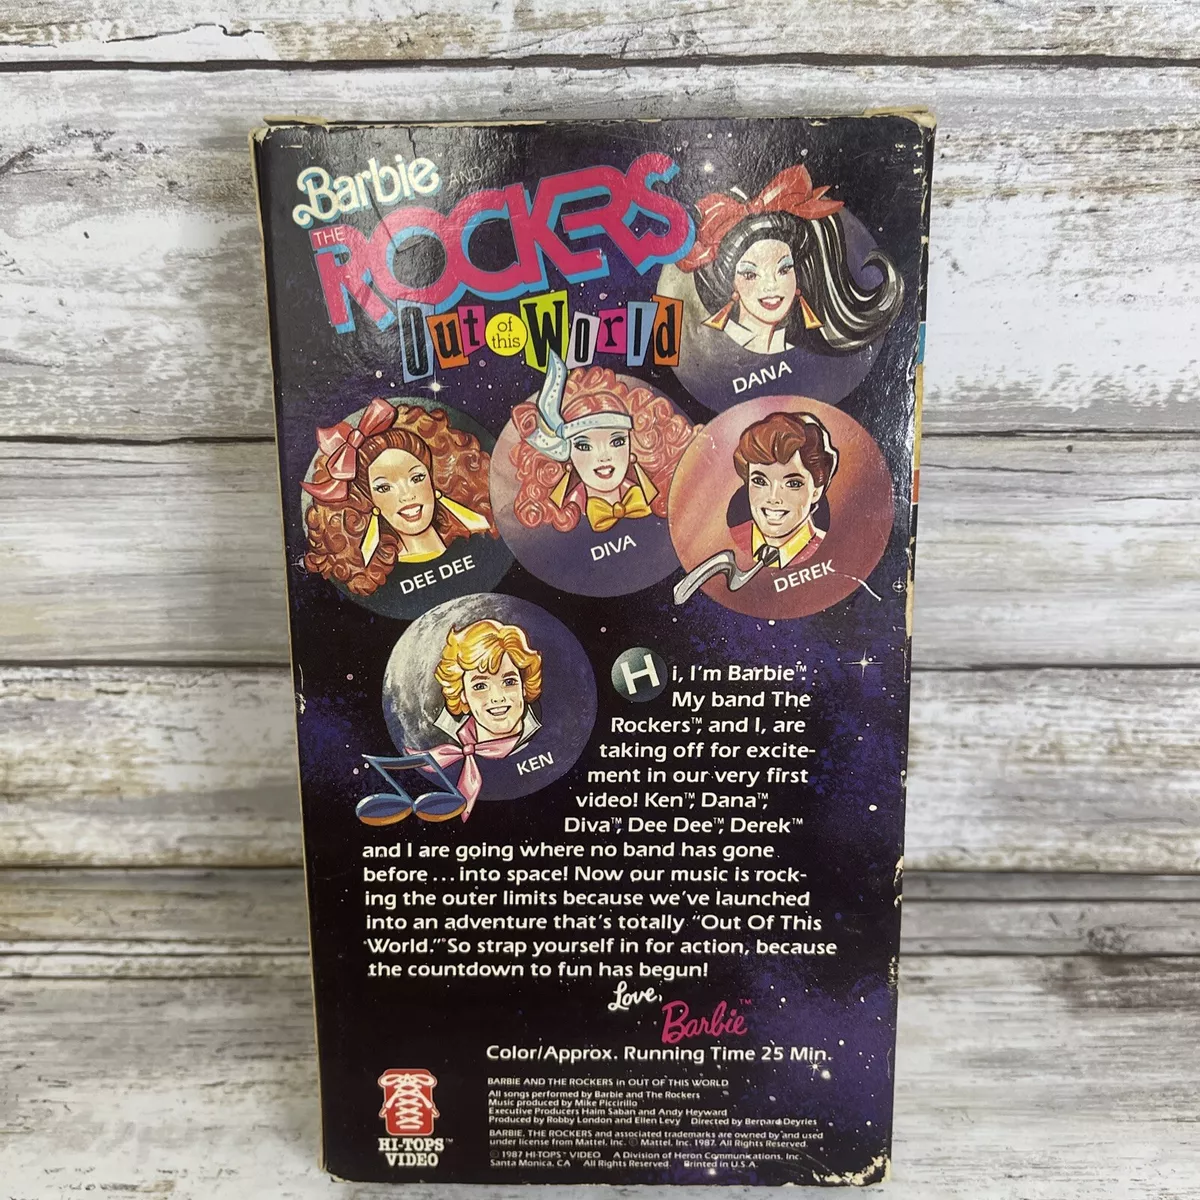 Barbie AND
THE ROCKERS
Out of this World
DANA
DEE DEE
DIVA
DEREK
KEN
Hi, I'm Barbie™.
My band The
Rockers™, and I, are
taking off for excite-
ment in our very first
video! Ken™, Dana™,
Diva™, Dee Dee™, Derek™
and I are going where no band has gone
before...into space! Now our music is rock-
ing the outer limits because we've launched
into an adventure that's totally "Out Of This
World." So strap yourself in for action, because
the countdown to fun has begun!
Love,
Barbie™
Color/Approx. Running Time 25 Min.
BARBIE AND THE ROCKERS in OUT OF THIS WORLD
All songs performed by Barbie and The Rockers
Music produced by Mike Piccirillo
Executive Producers Haim Saban and Andy Heyward
Produced by Robby London and Ellen Levy Directed by Bernard Deyries
BARBIE, THE ROCKERS and associated trademarks are owned by and used
under license from Mattel, Inc. © Mattel, Inc. 1987. All Rights Reserved.
© 1987 HI-TOPS™ VIDEO A Division of Heron Communications, Inc.
Santa Monica, CA All Rights Reserved. Printed in U.S.A.
HI-TOPS™
VIDEO